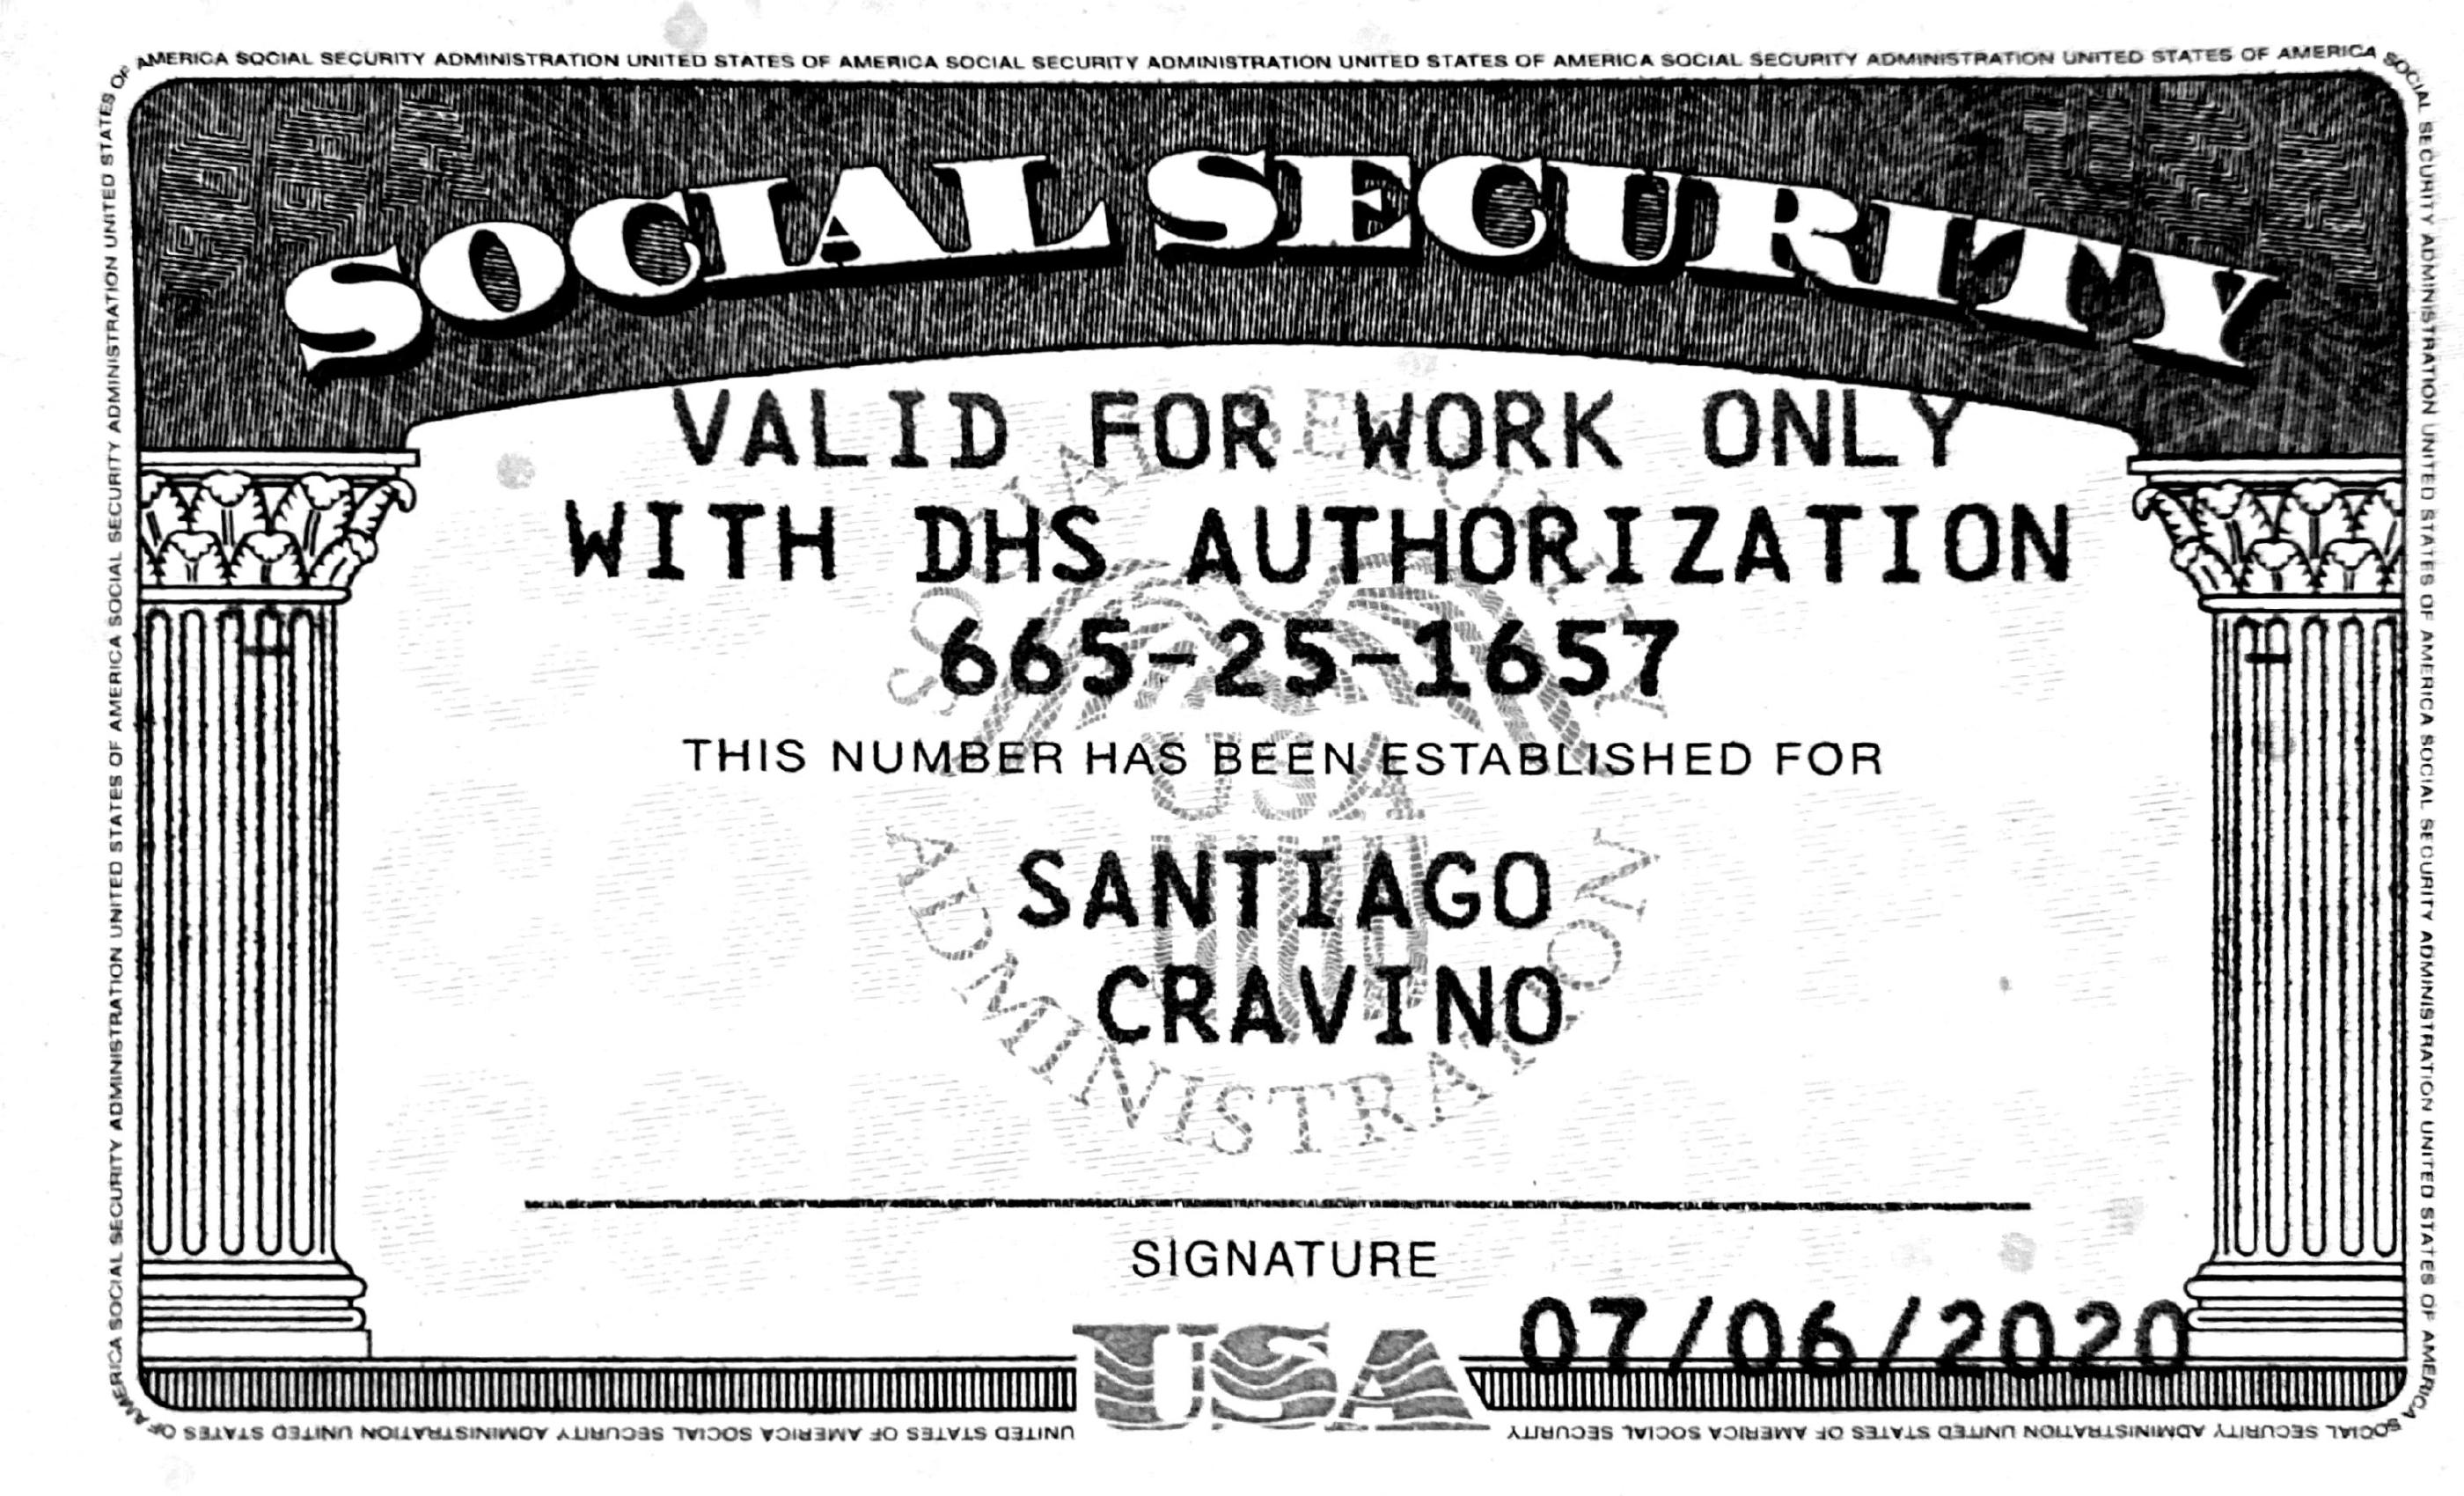 AMERICA SOCIAL SECURITY ADMINISTRATION UNITED STATES OF AMERICA SOCIAL SECURITY ADMINISTRATION UNITED STATES OF AMERICA SOCIAL SECURITY ADMINISTRATION UNITED STATES OF AMERICA
SOCIAL SECURITY
VALID FOR WORK ONLY
WITH DHS AUTHORIZATION
665-25-1657
THIS NUMBER HAS BEEN ESTABLISHED FOR
SANTIAGO
CRAVINO
SOCIAL SECURITY
USA
ADMINISTRATION
SIGNATURE
USA
07/06/2020
SOCIAL SECURITY ADMINISTRATION UNITED STATES OF AMERICA SOCIAL SECURITY
UNITED STATES OF AMERICA SOCIAL SECURITY ADMINISTRATION UNITED STATES OF
AMERICA SOCIAL SECURITY ADMINISTRATION UNITED STATES OF AMERICA SOCIAL SECURITY ADMINISTRATION UNITED STATES OF
SOCIAL SECURITY ADMINISTRATION UNITED STATES OF AMERICA SOCIAL SECURITY ADMINISTRATION UNITED STATES OF AMERICA